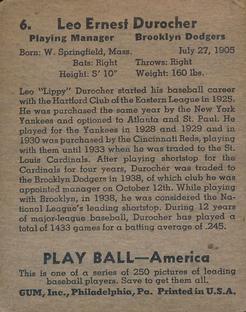 6. Leo Ernest Durocher
Playing Manager Brooklyn Dodgers
Born: W. Springfield, Mass. July 27, 1905
Bats: Right Throws: Right
Height: 5' 10" Weight: 160 lbs.
Leo "Lippy" Durocher started his baseball career
with the Hartford Club of the Eastern League in 1925.
He was purchased the same year by the New York
Yankees and optioned to Atlanta and St. Paul. He
played for the Yankees in 1928 and 1929 and in
1930 was purchased by the Cincinnati Reds, playing
with them until 1933 when he was traded to the St.
Louis Cardinals. After playing shortstop for the
Cardinals for four years, Durocher was traded to
the Brooklyn Dodgers in 1938, of which club he was
appointed manager on October 12th. While playing
with Brooklyn, in 1938, he was considered the Na-
tional League's leading shortstop. During 12 years
of major-league baseball, Durocher has played a
total of 1433 games for a batting average of .245.
PLAY BALL—America
This is one of a series of 250 pictures of leading
baseball players. Save to get them all.
GUM, Inc., Philadelphia, Pa. Printed in U.S.A.